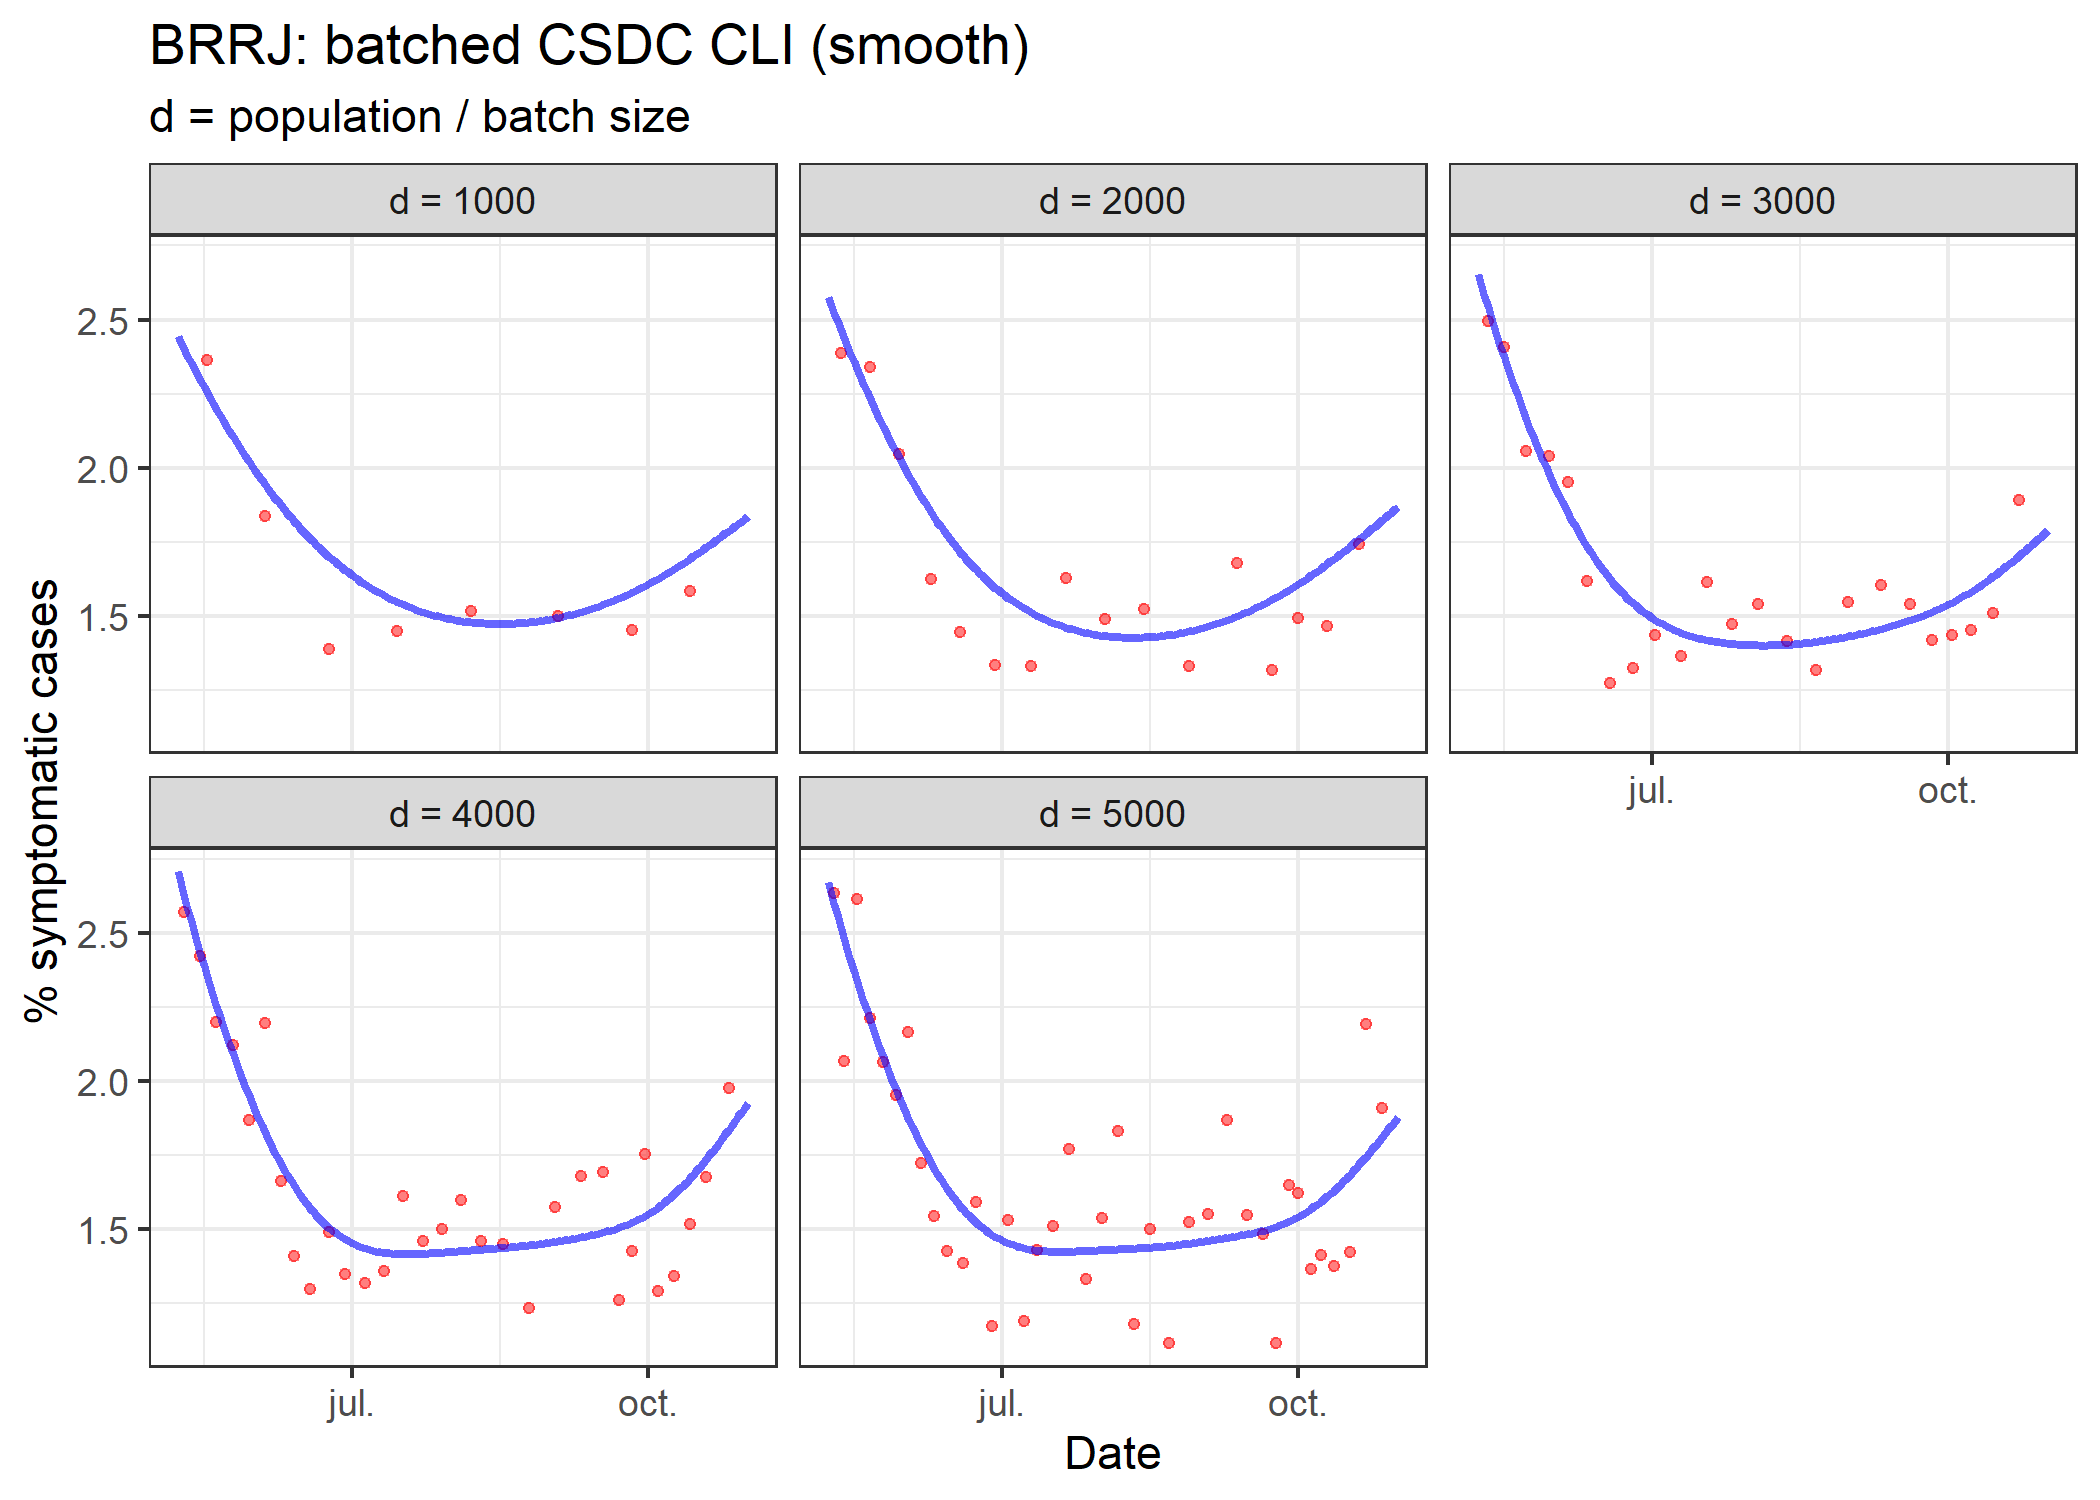 BRRJ: batched CSDC CLI (smooth)
d = population / batch size
d = 1000
d = 2000
d = 3000
2.5
2.0
1.5
jul.
oct.
d = 4000
d = 5000
2.5
2.0
1.5
jul.
oct.
jul.
oct.
% symptomatic cases
Date